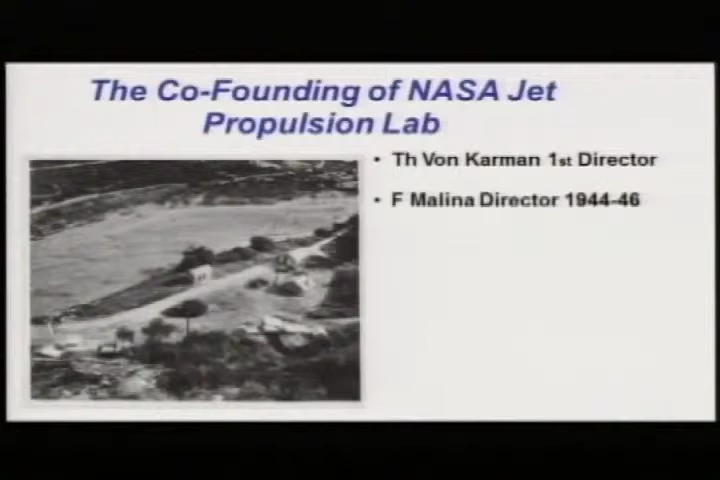 The Co-Founding of NASA Jet
Propulsion Lab
• Th Von Karman 1st Director
• F Malina Director 1944-46